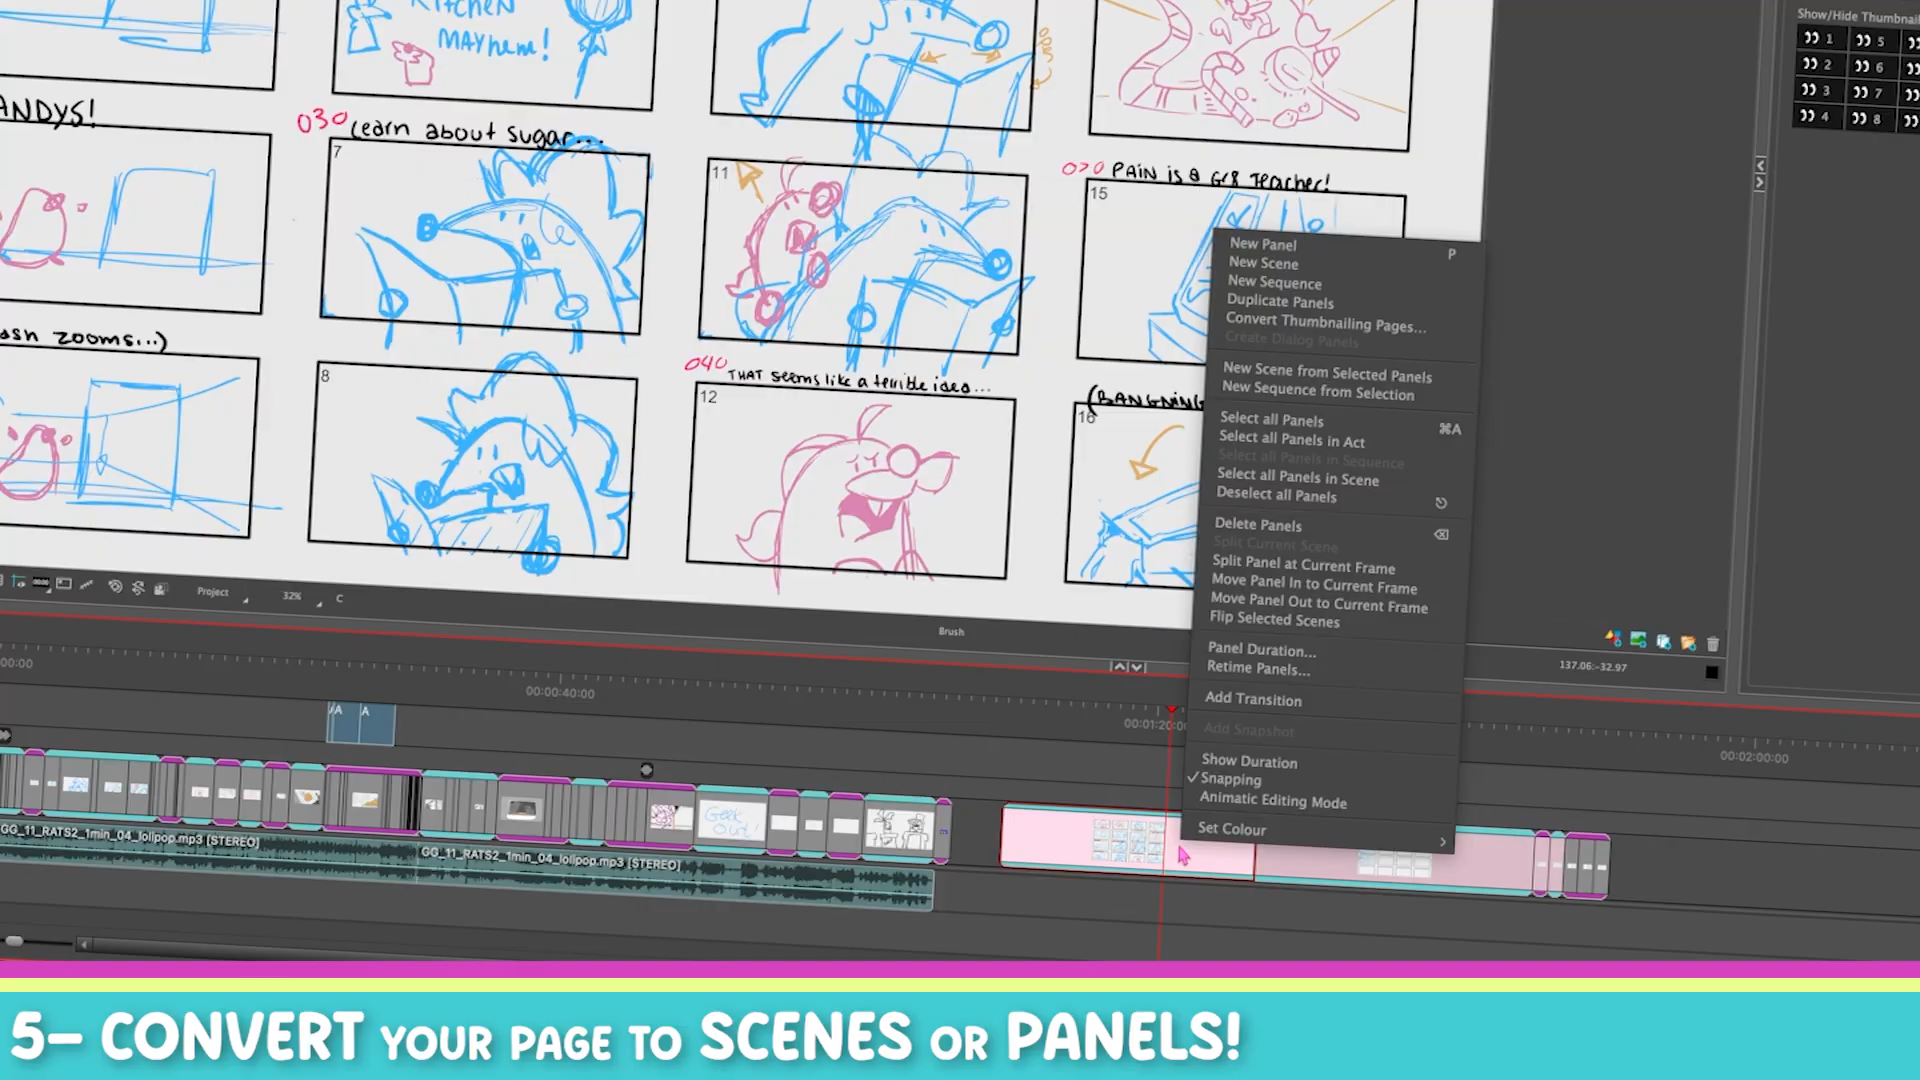 KITCHEN
MAYhem!
Show/Hide Thumbnail
1
5
2
6
3
7
4
8
ANDYS!
030 Learn about sugar...
7
11
070 PAIN is a Gr8 Teacher!
15
ash zooms...)
8
040 THAT seems like a terrible idea...
12
16
New Panel P
New Scene
New Sequence
Duplicate Panels
Convert Thumbnailing Pages...
Create Dialog Panels
New Scene from Selected Panels
New Sequence from Selection
Select all Panels ⌘A
Select all Panels in Act
Select all Panels in Sequence
Select all Panels in Scene
Deselect all Panels
Delete Panels
Split Current Scene
Split Panel at Current Frame
Move Panel In to Current Frame
Move Panel Out to Current Frame
Flip Selected Scenes
Panel Duration...
Retime Panels...
Add Transition
Add Snapshot
Show Duration
✓ Snapping
Animatic Editing Mode
Set Colour
Project
32%
C
Brush
137.06:-32.97
00:00
00:00:40:00
00:01:20:0
00:02:00:00
A
A
Geek
Out!
GG_11_RATS2_1min_04_lolipop.mp3 [STEREO]
GG_11_RATS2_1min_04_lolipop.mp3 [STEREO]
5– CONVERT YOUR PAGE TO SCENES OR PANELS!